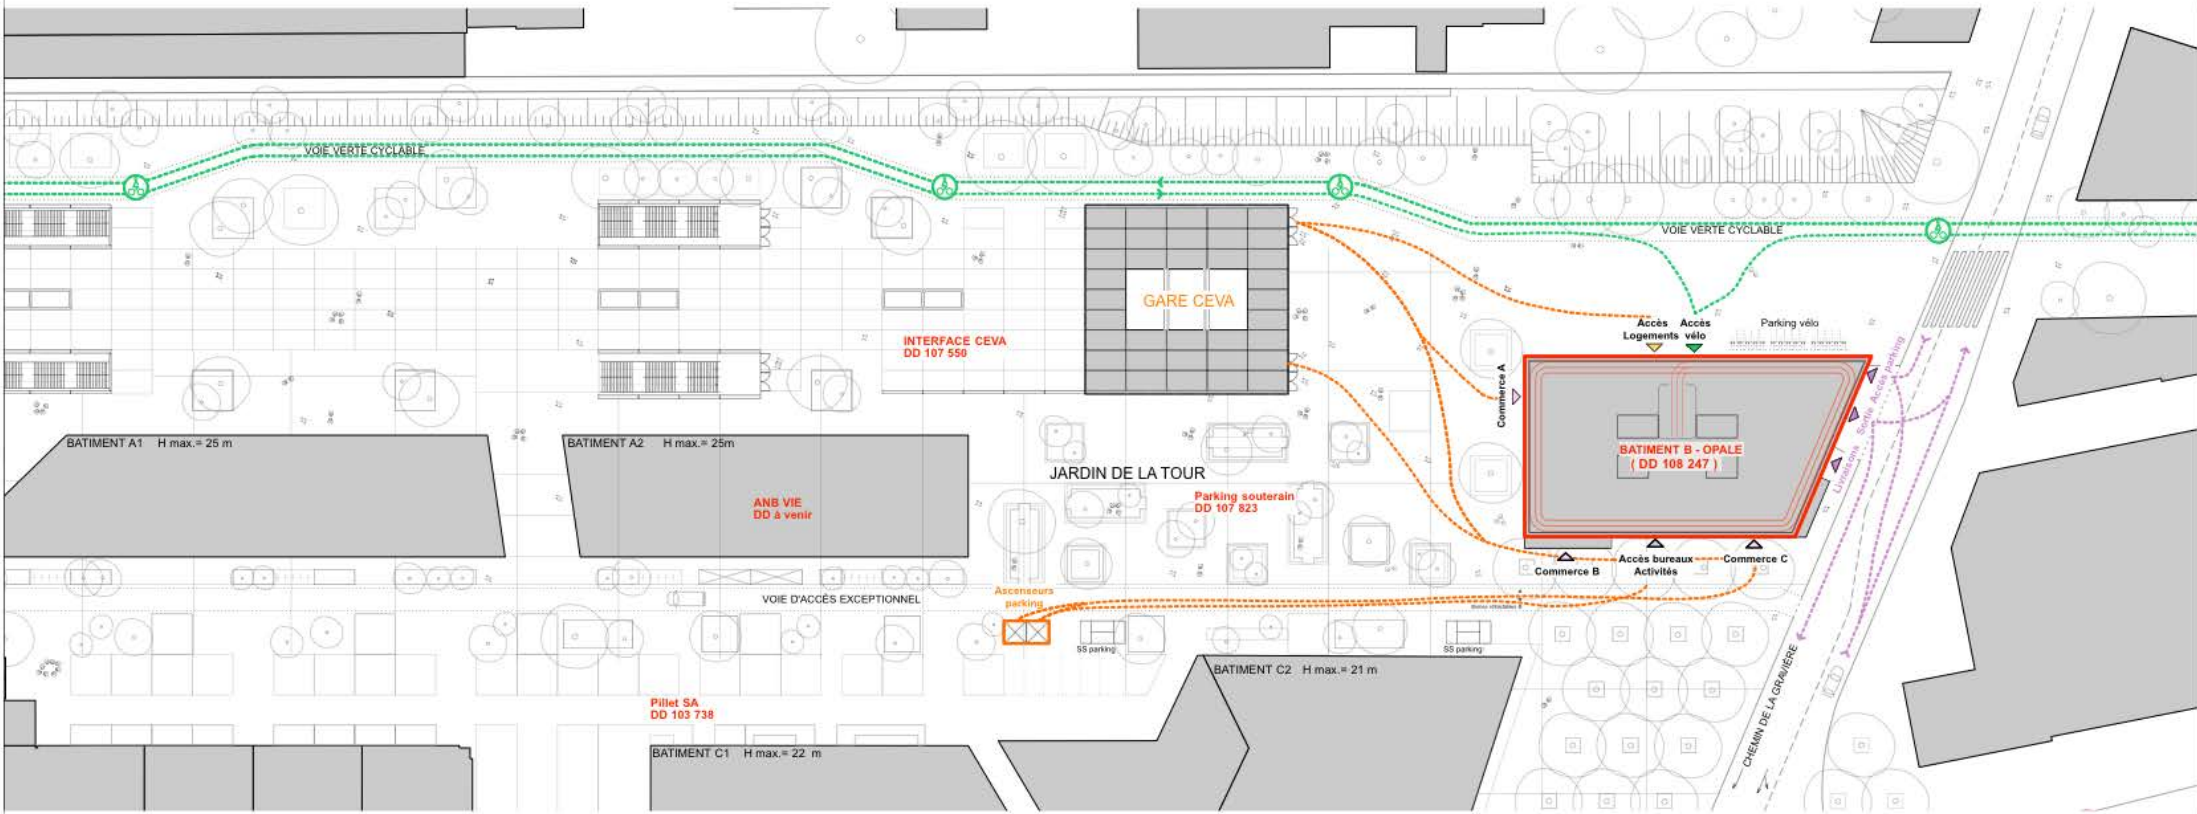 VOIE VERTE CYCLABLE
VOIE VERTE CYCLABLE
GARE CEVA
INTERFACE CEVA
DD 107 550
Accès
Logements
Accès
vélo
Parking vélo
Commerce A
Accès parking
Sortie
Livraisons
BATIMENT B - OPALE
( DD 108 247 )
BATIMENT A1 H max.= 25 m
BATIMENT A2 H max.= 25m
JARDIN DE LA TOUR
ANB VIE
DD à venir
Parking souterain
DD 107 823
Commerce B
Accès bureaux
Activités
Commerce C
Ascenseurs
parking
VOIE D'ACCÈS EXCEPTIONNEL
SS parking
SS parking
BATIMENT C2 H max.= 21 m
CHEMIN DE LA GRAVIÈRE
Pillet SA
DD 103 738
BATIMENT C1 H max.= 22 m